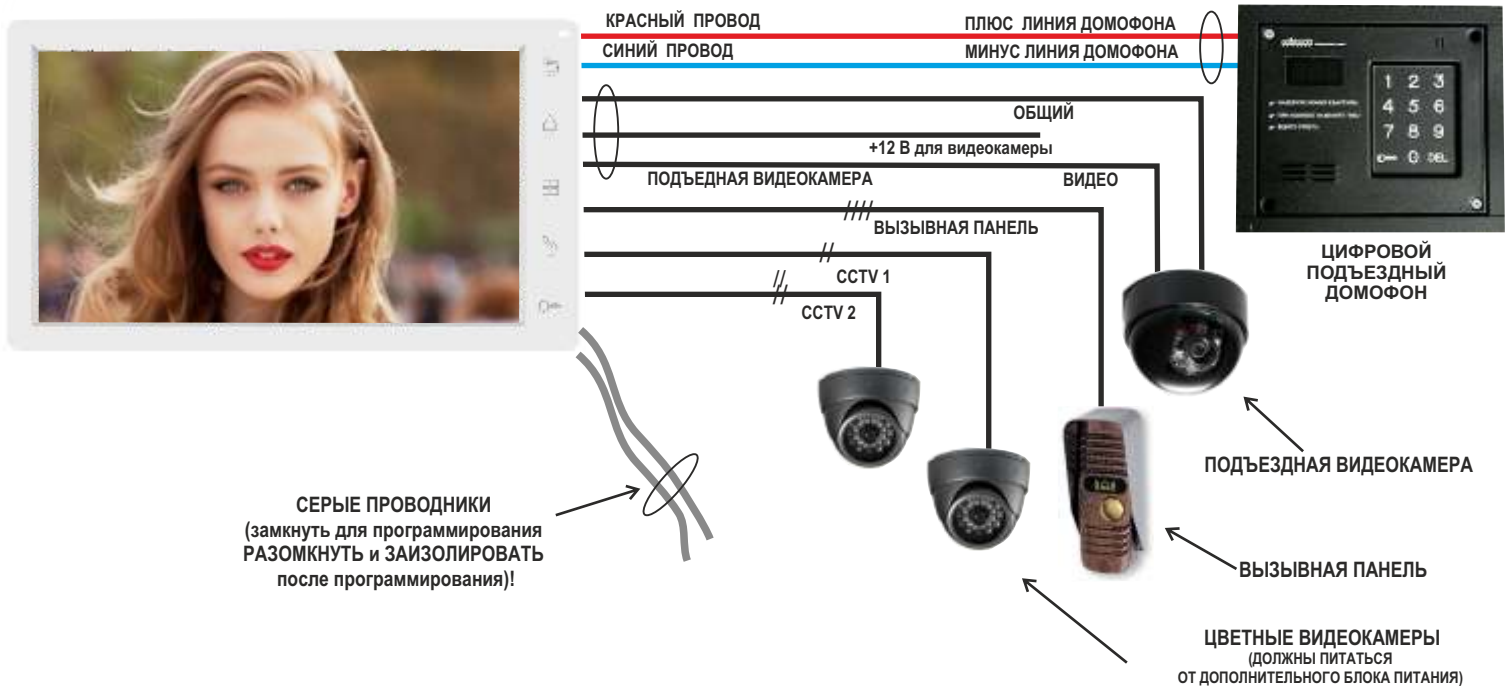 КРАСНЫЙ ПРОВОД
ПЛЮС ЛИНИЯ ДОМОФОНА
СИНИЙ ПРОВОД
МИНУС ЛИНИЯ ДОМОФОНА
ОБЩИЙ
+12 В для видеокамеры
ПОДЪЕДНАЯ ВИДЕОКАМЕРА
ВИДЕО
ВЫЗЫВНАЯ ПАНЕЛЬ
CCTV 1
CCTV 2
1 2 3
4 5 6
7 8 9
0 DEL
ЦИФРОВОЙ
ПОДЪЕЗДНЫЙ
ДОМОФОН
ПОДЪЕЗДНАЯ ВИДЕОКАМЕРА
СЕРЫЕ ПРОВОДНИКИ
(замкнуть для программирования
РАЗОМКНУТЬ и ЗАИЗОЛИРОВАТЬ
после программирования)!
ВЫЗЫВНАЯ ПАНЕЛЬ
ЦВЕТНЫЕ ВИДЕОКАМЕРЫ
(ДОЛЖНЫ ПИТАТЬСЯ
ОТ ДОПОЛНИТЕЛЬНОГО БЛОКА ПИТАНИЯ)